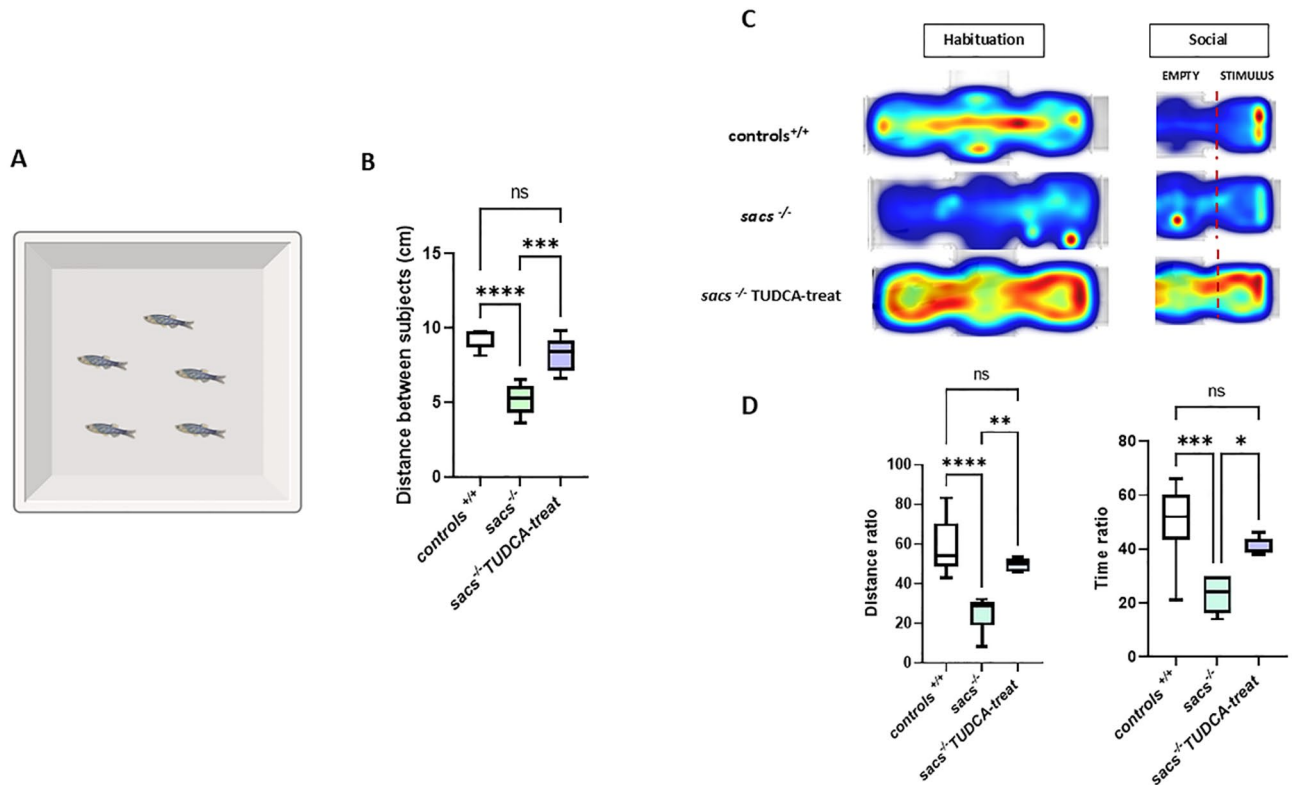 A
B
ns
***
****
Distance between subjects (cm)
15
10
5
0
controls+/+
sacs-/-
sacs-/-TUDCA-treat
C
Habituation
Social
EMPTY
STIMULUS
controls+/+
sacs -/-
sacs -/- TUDCA-treat
D
ns
**
****
Distance ratio
100
80
60
40
20
0
controls+/+
sacs-/-
sacs-/-TUDCA-treat
ns
***
*
Time ratio
80
60
40
20
0
controls+/+
sacs-/-
sacs-/-TUDCA-treat